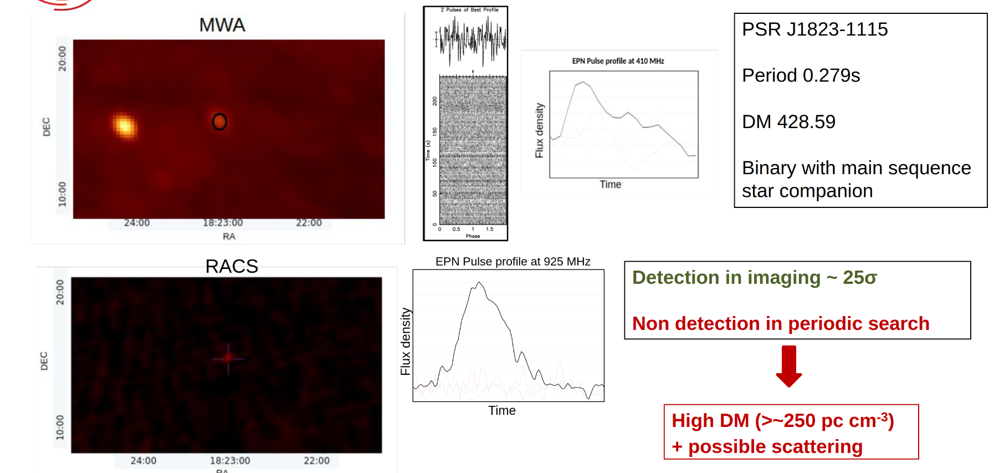 MWA
20:00
DEC
10:00
24:00 18:23:00 22:00
RA
2 Pulses of Best Profile
200
150
Time (s)
100
50
0
0 0.5 1 1.5
Phase
EPN Pulse profile at 410 MHz
Flux density
Time
PSR J1823-1115
Period 0.279s
DM 428.59
Binary with main sequence
star companion
RACS
20:00
DEC
10:00
24:00 18:23:00 22:00
RA
EPN Pulse profile at 925 MHz
Flux density
Time
Detection in imaging ~ 25σ
Non detection in periodic search
High DM (>~250 pc cm-3)
+ possible scattering